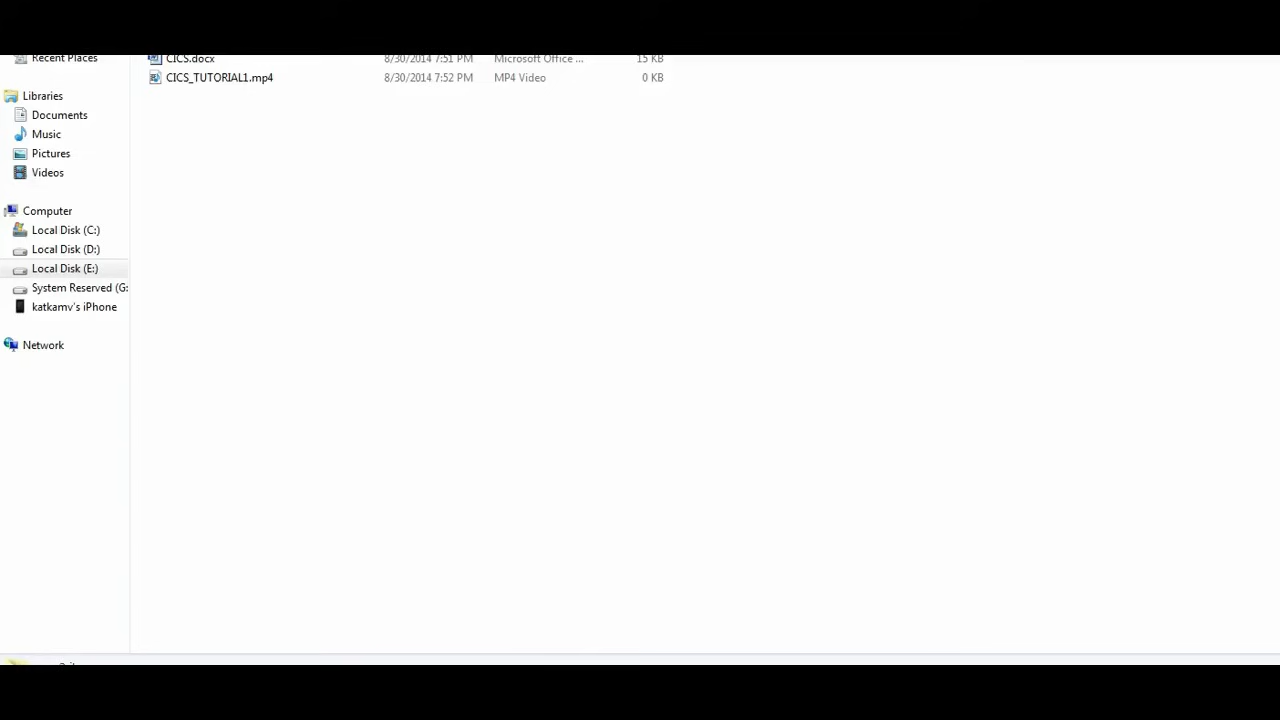 Recent Places
CICS.docx 8/30/2014 7:51 PM Microsoft Office ... 15 KB
CICS_TUTORIAL1.mp4 8/30/2014 7:52 PM MP4 Video 0 KB
Libraries
Documents
Music
Pictures
Videos
Computer
Local Disk (C:)
Local Disk (D:)
Local Disk (E:)
System Reserved (G:
katkamv's iPhone
Network